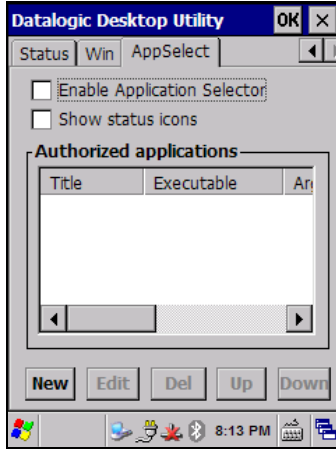 Datalogic Desktop Utility OK ×
Status Win AppSelect
Enable Application Selector
Show status icons
Authorized applications
Title Executable
New Edit Del Up Down
8:13 PM